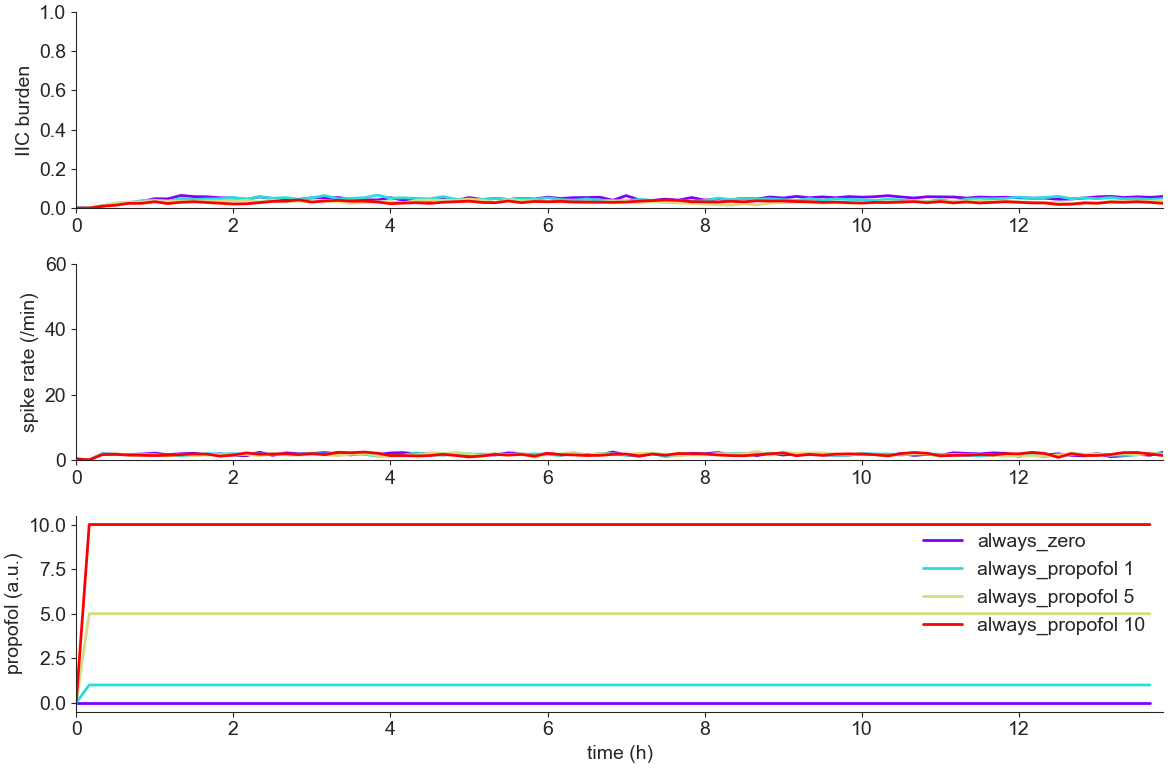 IIC burden
1.0
0.8
0.6
0.4
0.2
0.0
0 2 4 6 8 10 12
spike rate (/min)
60
40
20
0
0 2 4 6 8 10 12
propofol (a.u.)
10.0
7.5
5.0
2.5
0.0
always_zero
always_propofol 1
always_propofol 5
always_propofol 10
0 2 4 6 8 10 12
time (h)